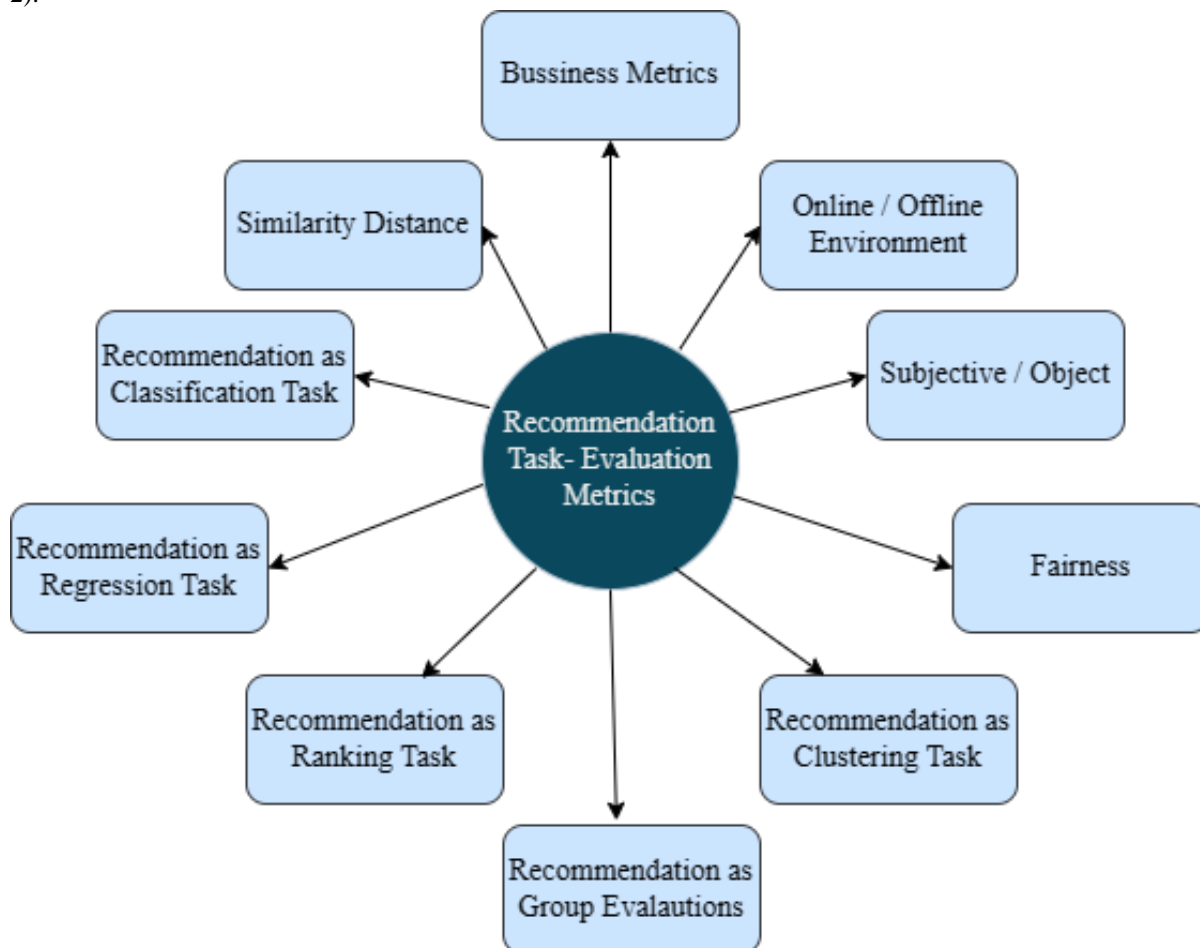 2).
Bussiness Metrics
Similarity Distance
Online / Offline
Environment
Recommendation as
Classification Task
Subjective / Object
Recommendation
Task- Evaluation
Metrics
Recommendation as
Regression Task
Fairness
Recommendation as
Ranking Task
Recommendation as
Clustering Task
Recommendation as
Group Evalautions